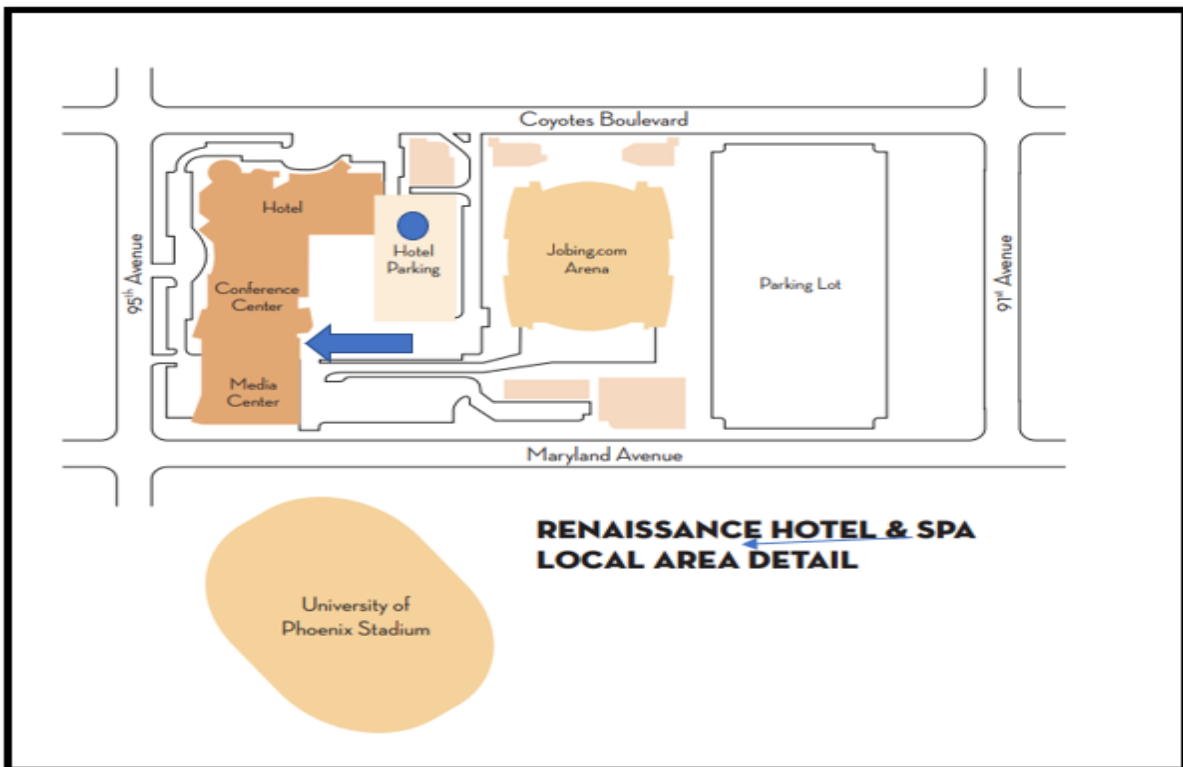 Coyotes Boulevard
95th Avenue
Hotel
Hotel
Parking
Conference
Center
Media
Center
Jobing.com
Arena
Parking Lot
91st Avenue
Maryland Avenue
RENAISSANCE HOTEL & SPA
LOCAL AREA DETAIL
University of
Phoenix Stadium